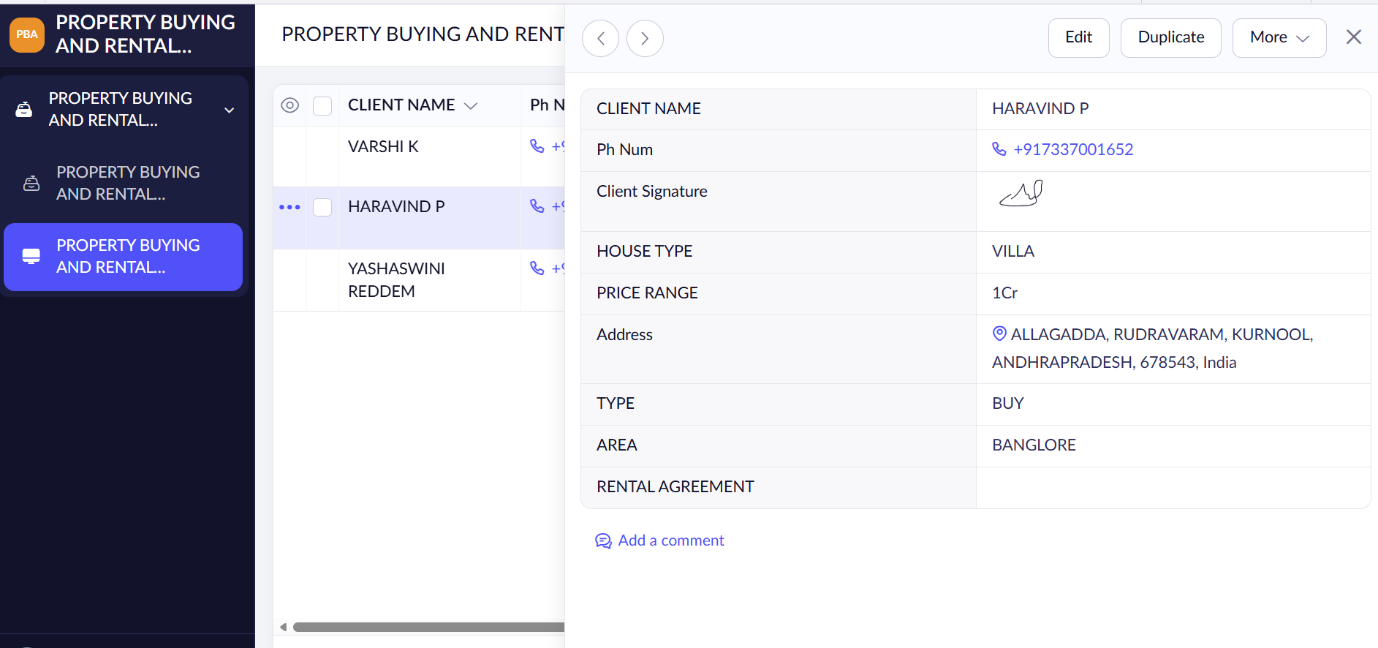 PBA
PROPERTY BUYING
AND RENTAL...
PROPERTY BUYING
AND RENTAL...
PROPERTY BUYING
AND RENTAL...
PROPERTY BUYING
AND RENTAL...
PROPERTY BUYING AND RENT
CLIENT NAME
Ph N
VARSHI K
+9
HARAVIND P
+9
YASHASWINI
REDDEM
+9
Edit
Duplicate
More
CLIENT NAME
HARAVIND P
Ph Num
+917337001652
Client Signature
HOUSE TYPE
VILLA
PRICE RANGE
1Cr
Address
ALLAGADDA, RUDRAVARAM, KURNOOL,
ANDHRAPRADESH, 678543, India
TYPE
BUY
AREA
BANGLORE
RENTAL AGREEMENT
Add a comment